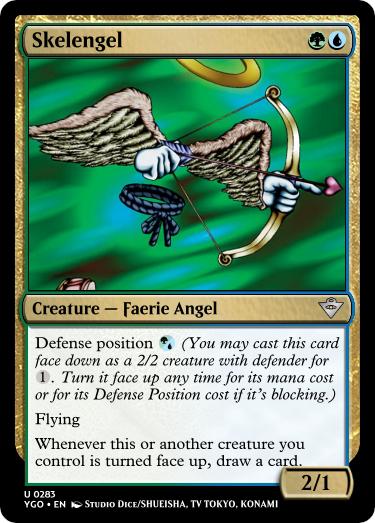 Skelengel
Creature — Faerie Angel
Defense position (You may cast this card
face down as a 2/2 creature with defender for
1. Turn it face up any time for its mana cost
or for its Defense Position cost if it's blocking.)
Flying
Whenever this or another creature you
control is turned face up, draw a card.
2/1
U 0283
YGO • EN Studio Dice/SHUEISHA, TV TOKYO, KONAMI